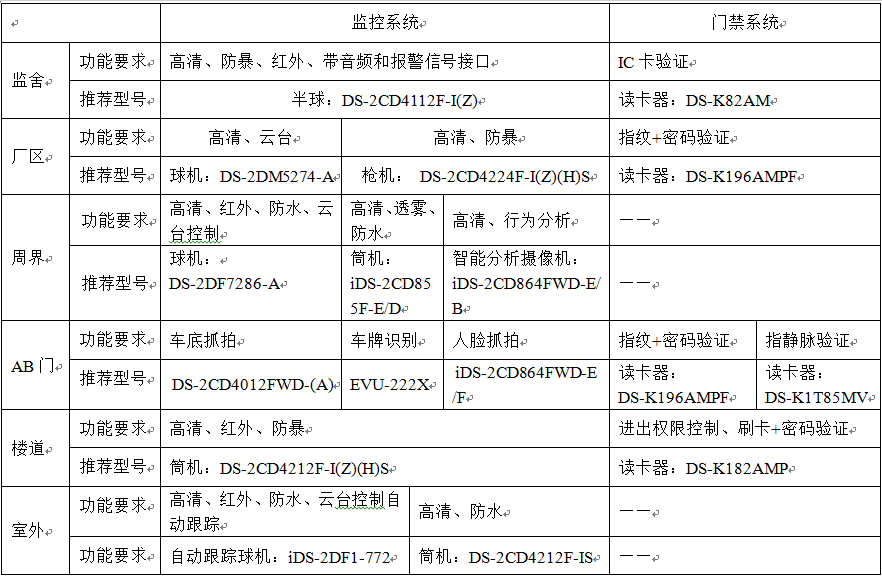 监控系统 门禁系统
监舍 功能要求 高清、防暴、红外、带音频和报警信号接口 IC 卡验证
推荐型号 半球：DS-2CD4112F-I(Z) 读卡器：DS-K82AM
厂区 功能要求 高清、云台 高清、防暴 指纹+密码验证
推荐型号 球机：DS-2DM5274-A 枪机： DS-2CD4224F-I(Z)(H)S 读卡器：DS-K196AMPF
周界 功能要求 高清、红外、防水、云台控制 高清、透雾、防水 高清、行为分析 一一
推荐型号 球机： DS-2DF7286-A 筒机：iDS-2CD855F-E/D 智能分析摄像机：iDS-2CD864FWD-E/B 一一
AB 门 功能要求 车底抓拍 车牌识别 人脸抓拍 指纹+密码验证 指静脉验证
推荐型号 DS-2CD4012FWD-(A) EVU-222X iDS-2CD864FWD-E/F 读卡器：DS-K196AMPF 读卡器：DS-K1T85MV
楼道 功能要求 高清、红外、防暴 进出权限控制、刷卡+密码验证
推荐型号 筒机：DS-2CD4212F-I(Z)(H)S 读卡器：DS-K182AMP
室外 功能要求 高清、红外、防水、云台控制自动跟踪 高清、防水 一一
功能要求 自动跟踪球机：iDS-2DF1-772 筒机：DS-2CD4212F-IS 一一